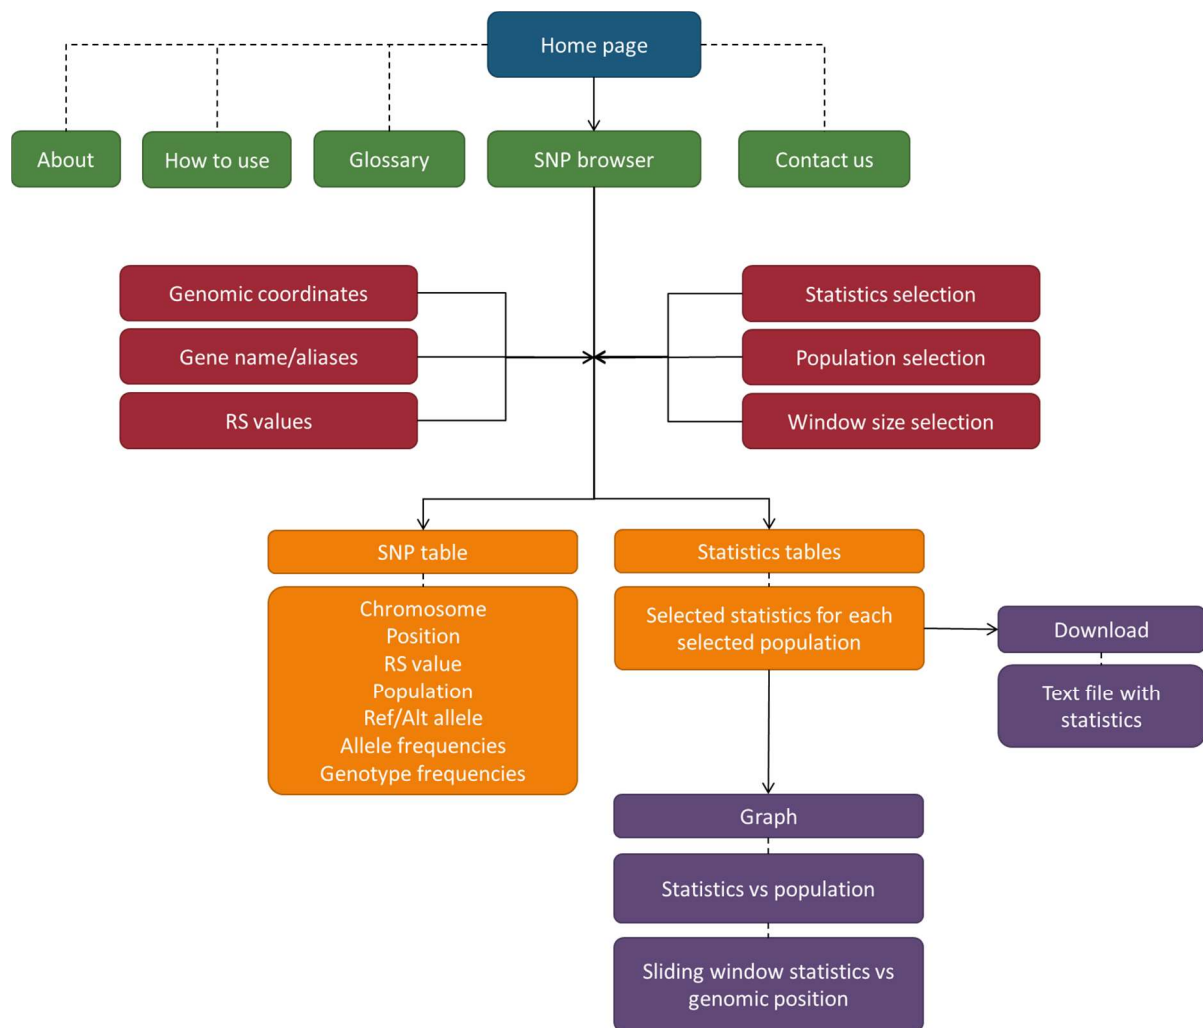 Home page
About
How to use
Glossary
SNP browser
Contact us
Genomic coordinates
Gene name/aliases
RS values
Statistics selection
Population selection
Window size selection
SNP table
Chromosome
Position
RS value
Population
Ref/Alt allele
Allele frequencies
Genotype frequencies
Statistics tables
Selected statistics for each
selected population
Download
Text file with
statistics
Graph
Statistics vs population
Sliding window statistics vs
genomic position